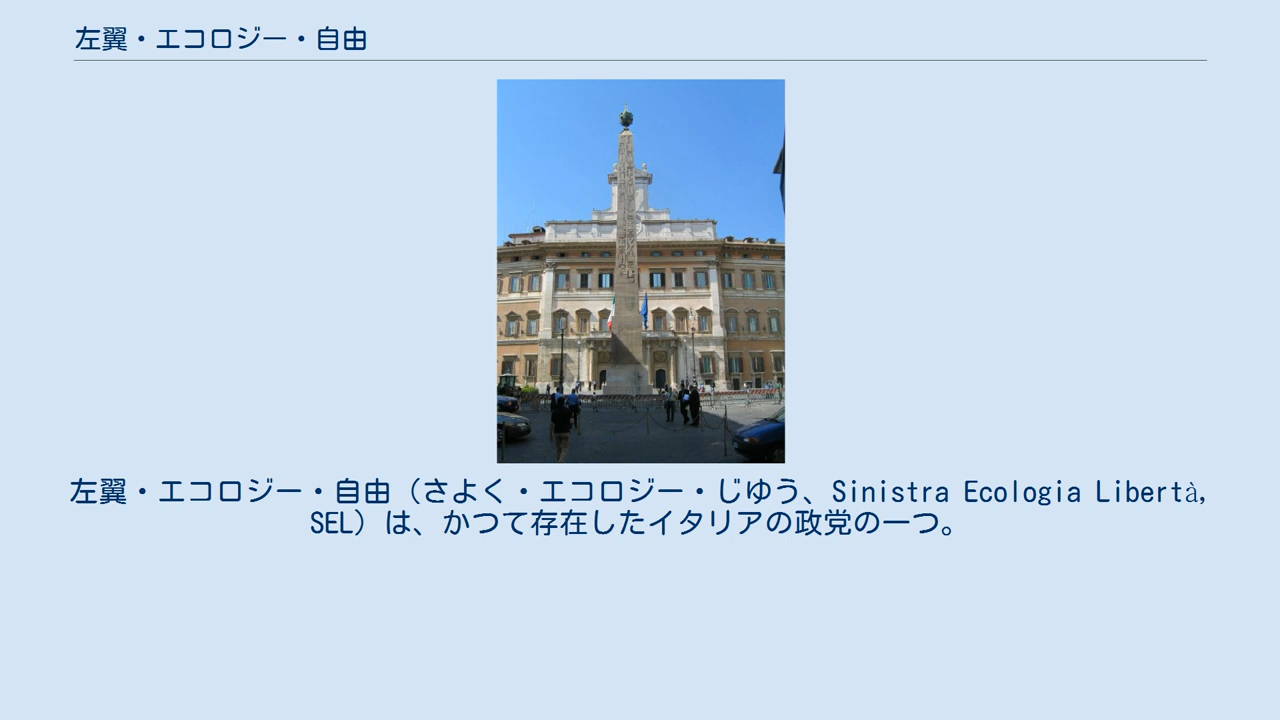 左翼・エコロジー・自由
左翼・エコロジー・自由（さよく・エコロジー・じゆう、Sinistra Ecologia Libertà,
SEL）は、かつて存在したイタリアの政党の一つ。